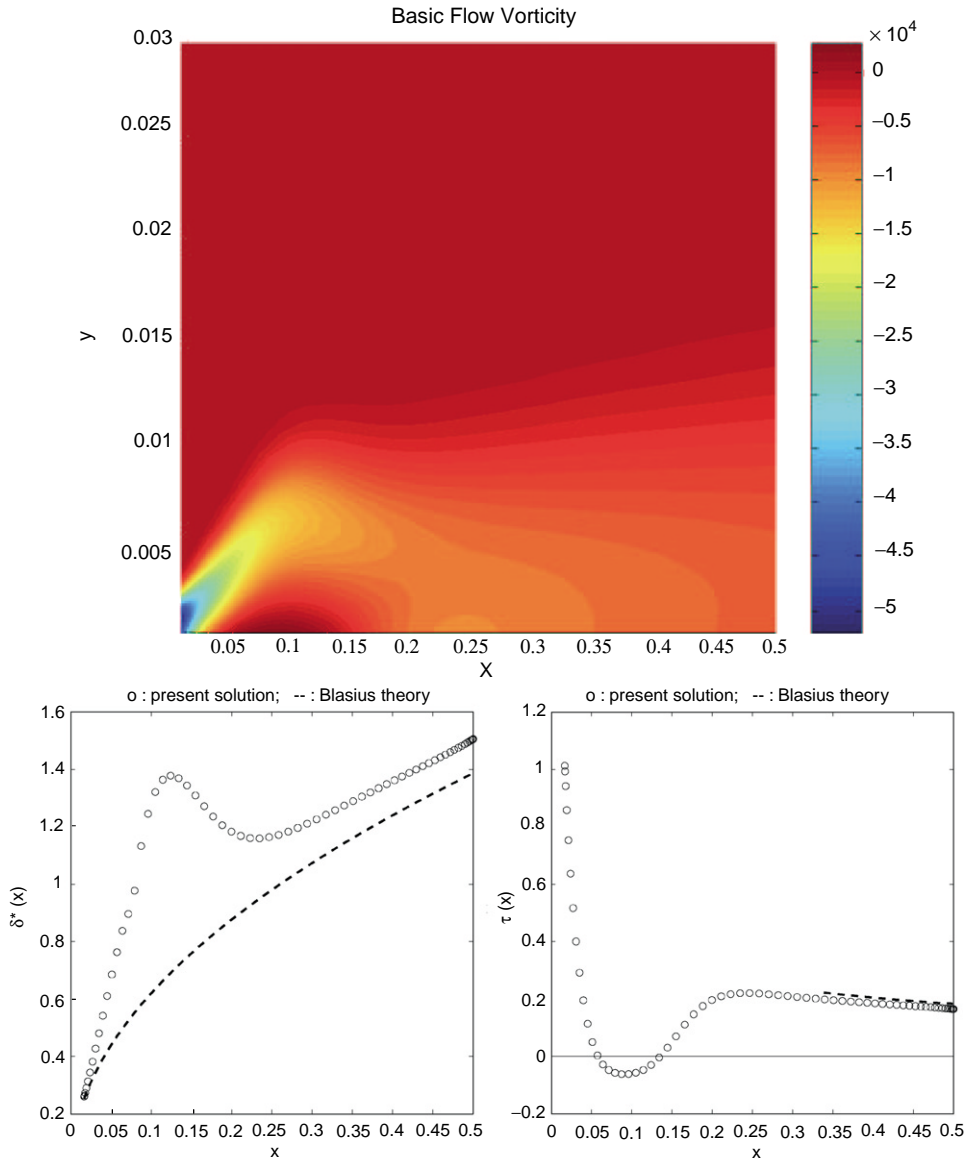 Basic Flow Vorticity
× 10⁴
0.03
0.025
0.02
0.015
0.01
0.005
y
0.05 0.1 0.15 0.2 0.25 0.3 0.35 0.4 0.45 0.5
X
0
−0.5
−1
−1.5
−2
−2.5
−3
−3.5
−4
−4.5
−5
o : present solution; -- : Blasius theory
1.6
1.4
1.2
1
0.8
0.6
0.4
0.2
δ* (x)
0 0.05 0.1 0.15 0.2 0.25 0.3 0.35 0.4 0.45 0.5
x
o : present solution; -- : Blasius theory
1.2
1
0.8
0.6
0.4
0.2
0
−0.2
τ (x)
0 0.05 0.1 0.15 0.2 0.25 0.3 0.35 0.4 0.45 0.5
x